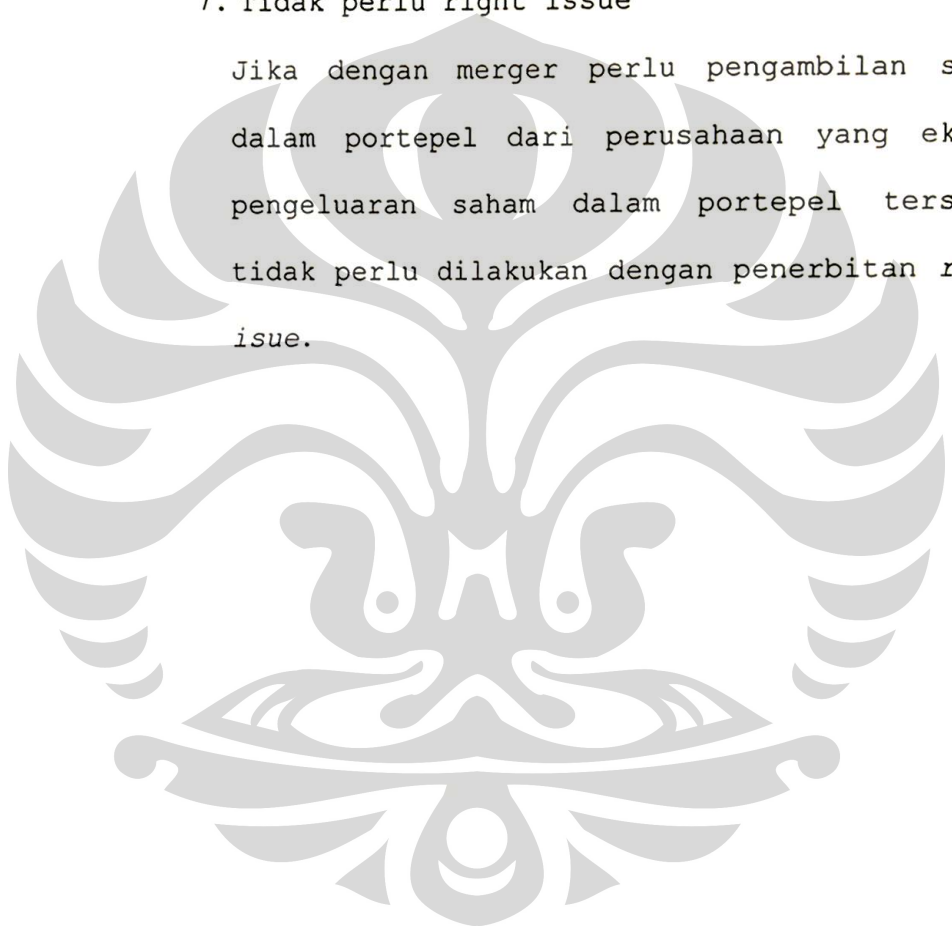 7. Tidak perlu right issue
Jika dengan merger perlu pengambilan
dalam portepel dari perusahaan yang
pengeluaran saham dalam portepel
tidak perlu dilakukan dengan penerbitan
isue.